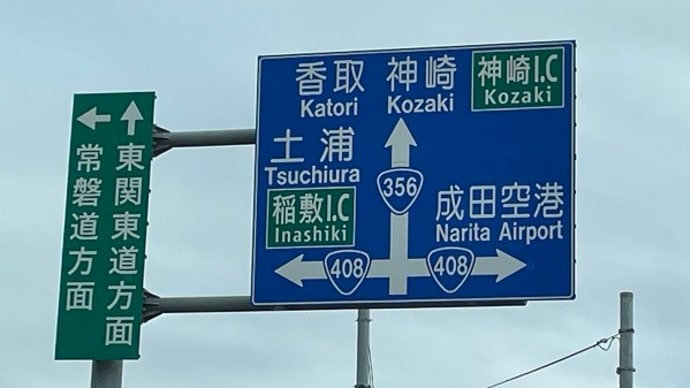 東関東道方面
常磐道方面
香取 神崎
Katori Kozaki
神崎I.C
Kozaki
土浦
Tsuchiura
稲敷I.C
Inashiki
356
成田空港
Narita Airport
408 408